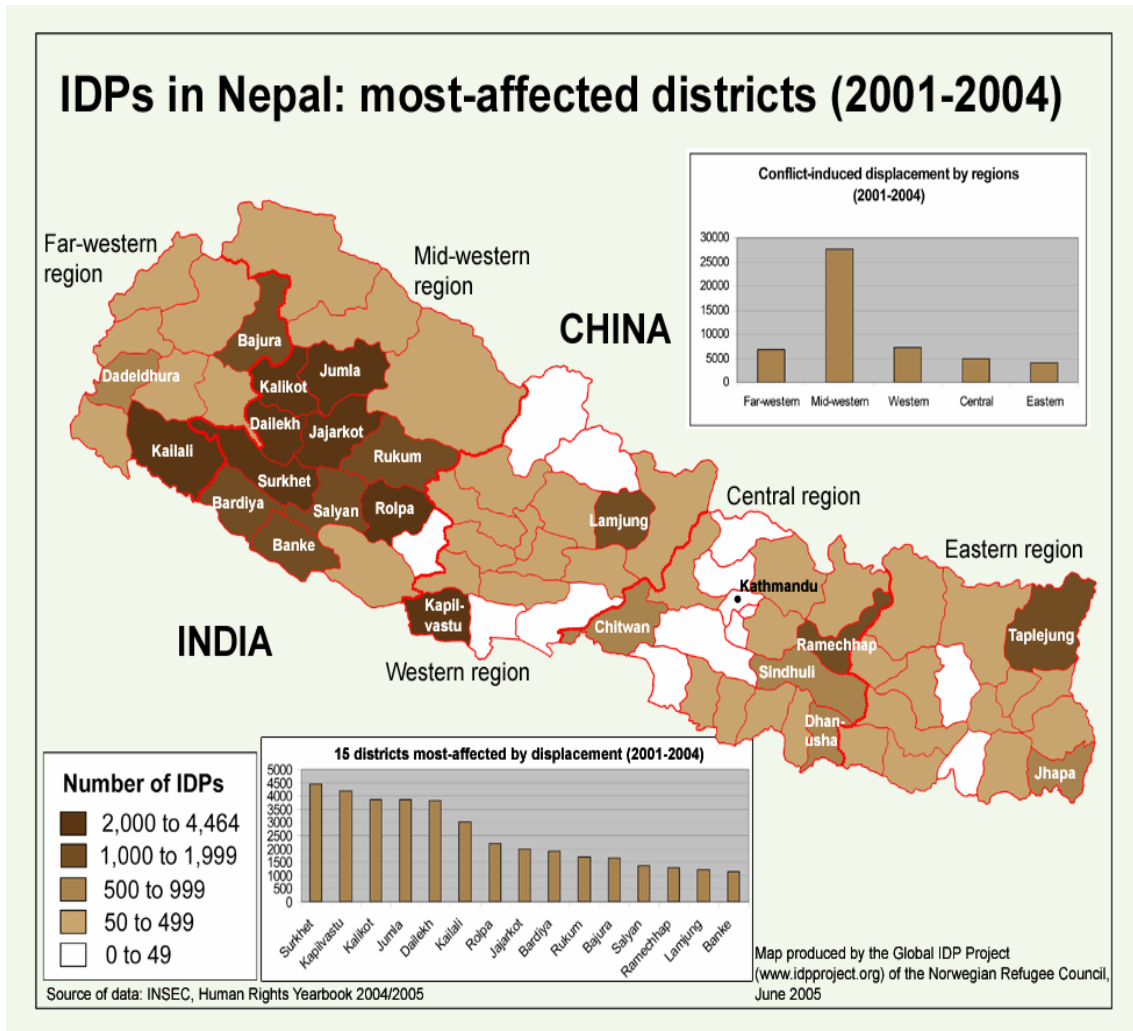 IDPs in Nepal: most-affected districts (2001-2004)
Conflict-induced displacement by regions
(2001-2004)
30000
25000
20000
15000
10000
5000
0
Far-western
Mid-western
Western
Central
Eastern
Far-western
region
Mid-western
region
CHINA
Bajura
Dadeldhura
Kalikot
Jumla
Dailekh
Jajarkot
Kailali
Rukum
Surkhet
Bardiya
Salyan
Rolpa
Banke
Lamjung
Central region
Eastern region
Kathmandu
Kapil-
vastu
Chitwan
INDIA
Western region
Ramechhap
Taplejung
Sindhuli
Dhan-
usha
Jhapa
Number of IDPs
2,000 to 4,464
1,000 to 1,999
500 to 999
50 to 499
0 to 49
15 districts most-affected by displacement (2001-2004)
5000
4500
4000
3500
3000
2500
2000
1500
1000
500
0
Surkhet
Kapilvastu
Kalikot
Jumla
Dailekh
Kailali
Rolpa
Jajarkot
Bardiya
Rukum
Bajura
Salyan
Ramechhap
Lamjung
Banke
Map produced by the Global IDP Project
(www.idpproject.org) of the Norwegian Refugee Council,
June 2005
Source of data: INSEC, Human Rights Yearbook 2004/2005